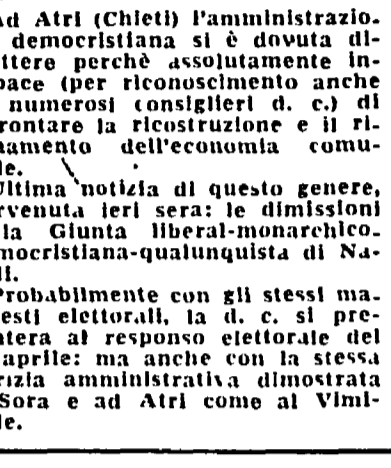 Ad Atri (Chieti) l'amministrazio-
democristiana si è dovuta di-
ttere perchè assolutamente in-
pace (per riconoscimento anche
numerosi consiglieri d. c.) di
rontare la ricostruzione e il ri-
namento dell'economia comu-
le.
Ultima notizia di questo genere,
rvenuta ieri sera: le dimissioni
la Giunta liberal-monarchico-
mocristiana-qualunquista di Na-
li.
Probabilmente con gli stessi ma-
esti elettorali, la d. c. si pre-
ntera al responso elettorale del
aprile: ma anche con la stessa
rizia amministrativa dimostrata
Sora e ad Atri come al Vimi-
le.